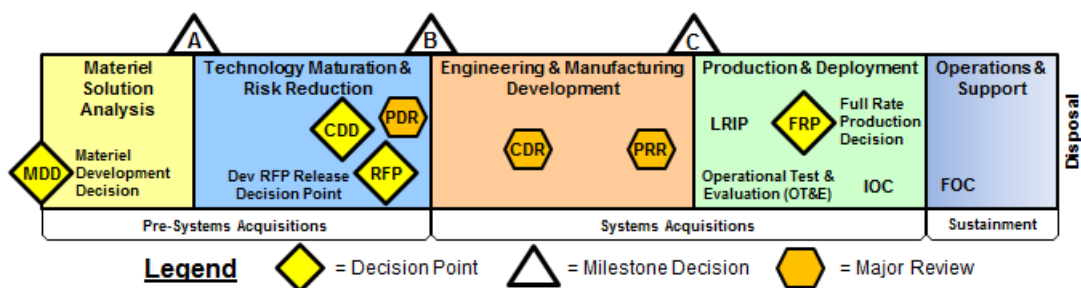 A
B
C
Materiel
Solution
Analysis
MDD
Materiel
Development
Decision
Technology Maturation &
Risk Reduction
CDD
PDR
Dev RFP Release
Decision Point
RFP
Engineering & Manufacturing
Development
CDR
PRR
Production & Deployment
LRIP
FRP
Full Rate
Production
Decision
Operational Test &
Evaluation (OT&E)
IOC
Operations &
Support
FOC
Disposal
Pre-Systems Acquisitions
Systems Acquisitions
Sustainment
Legend
= Decision Point
= Milestone Decision
= Major Review